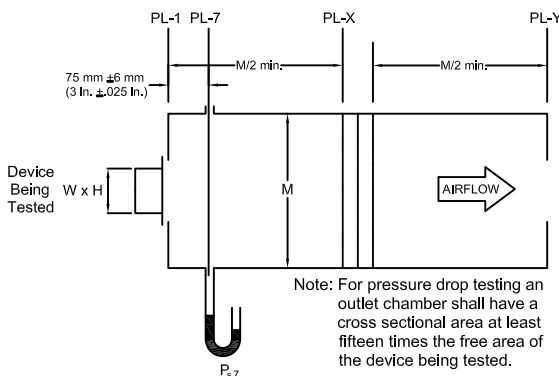 PL-1 PL-7 PL-X PL-Y
M/2 min. M/2 min.
75 mm ±6 mm
(3 In. ±.025 In.)
Device
Being
Tested
W x H
M
AIRFLOW
Note: For pressure drop testing an
outlet chamber shall have a
cross sectional area at least
fifteen times the free area of
the device being tested.
Ps7